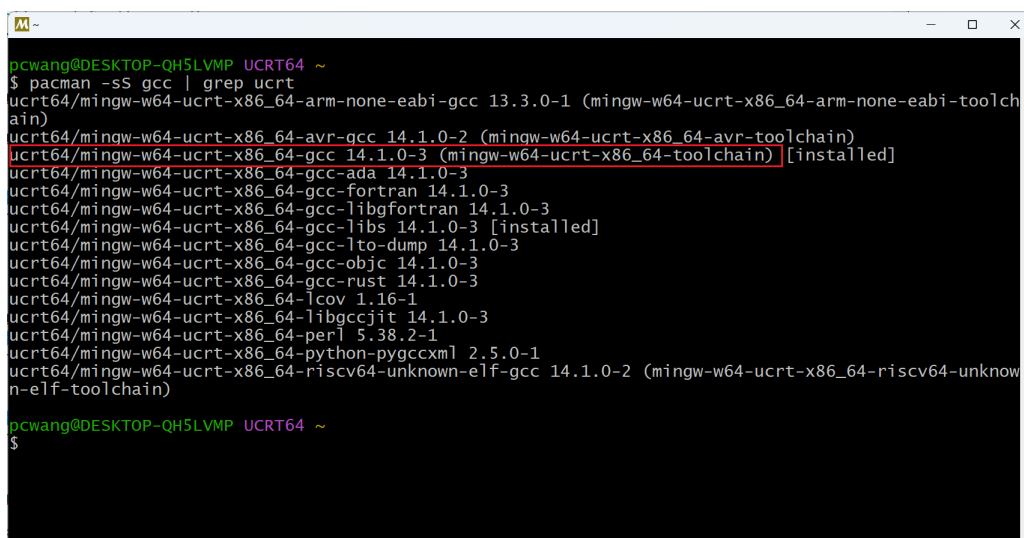 M ~
pcwang@DESKTOP-QH5LVMP UCRT64 ~
$ pacman -sS gcc | grep ucrt
ucrt64/mingw-w64-ucrt-x86_64-arm-none-eabi-gcc 13.3.0-1 (mingw-w64-ucrt-x86_64-arm-none-eabi-toolch
ain)
ucrt64/mingw-w64-ucrt-x86_64-avr-gcc 14.1.0-2 (mingw-w64-ucrt-x86_64-avr-toolchain)
ucrt64/mingw-w64-ucrt-x86_64-gcc 14.1.0-3 (mingw-w64-ucrt-x86_64-toolchain) [installed]
ucrt64/mingw-w64-ucrt-x86_64-gcc-ada 14.1.0-3
ucrt64/mingw-w64-ucrt-x86_64-gcc-fortran 14.1.0-3
ucrt64/mingw-w64-ucrt-x86_64-gcc-libgfortran 14.1.0-3
ucrt64/mingw-w64-ucrt-x86_64-gcc-libs 14.1.0-3 [installed]
ucrt64/mingw-w64-ucrt-x86_64-gcc-lto-dump 14.1.0-3
ucrt64/mingw-w64-ucrt-x86_64-gcc-objc 14.1.0-3
ucrt64/mingw-w64-ucrt-x86_64-gcc-rust 14.1.0-3
ucrt64/mingw-w64-ucrt-x86_64-lcov 1.16-1
ucrt64/mingw-w64-ucrt-x86_64-libgccjit 14.1.0-3
ucrt64/mingw-w64-ucrt-x86_64-perl 5.38.2-1
ucrt64/mingw-w64-ucrt-x86_64-python-pygccxml 2.5.0-1
ucrt64/mingw-w64-ucrt-x86_64-riscv64-unknown-elf-gcc 14.1.0-2 (mingw-w64-ucrt-x86_64-riscv64-unknow
n-elf-toolchain)
pcwang@DESKTOP-QH5LVMP UCRT64 ~
$